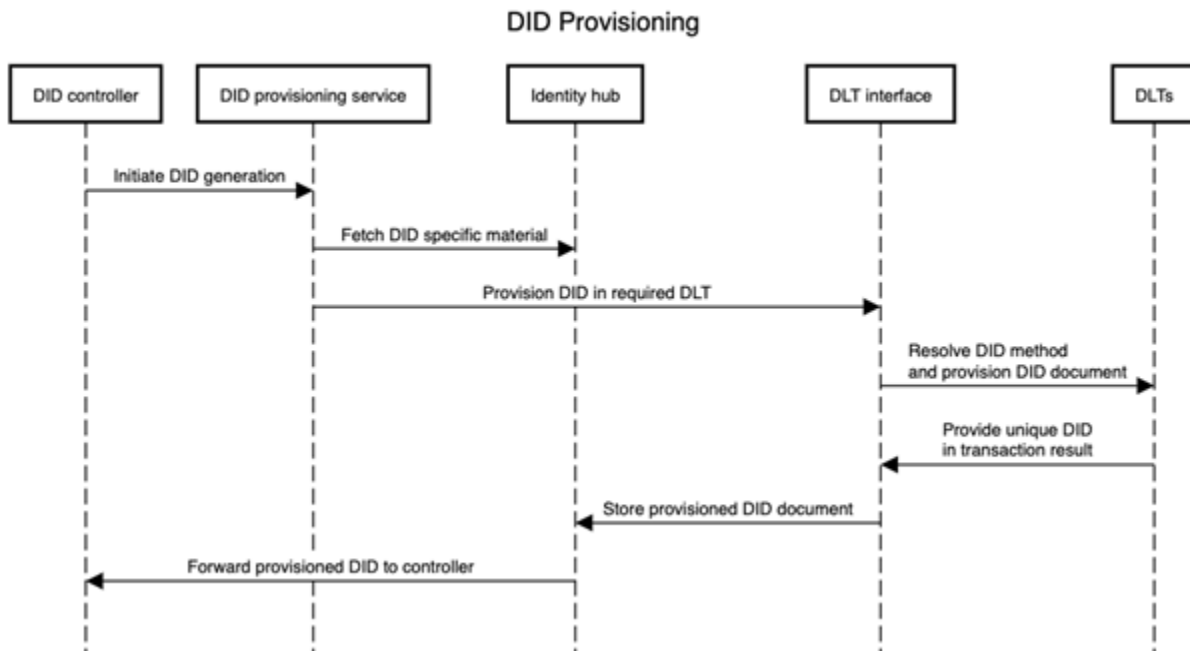 DID Provisioning
DID controller
DID provisioning service
Identity hub
DLT interface
DLTs
Initiate DID generation
Fetch DID specific material
Provision DID in required DLT
Resolve DID method
and provision DID document
Provide unique DID
in transaction result
Store provisioned DID document
Forward provisioned DID to controller